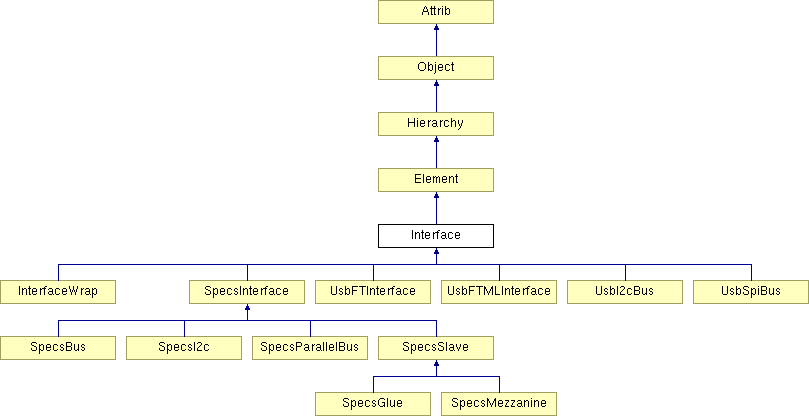 Attrib
Object
Hierarchy
Element
Interface
InterfaceWrap
SpecsInterface
UsbFTInterface
UsbFTMLInterface
UsbI2cBus
UsbSpiBus
SpecsBus
SpecsI2c
SpecsParallelBus
SpecsSlave
SpecsGlue
SpecsMezzanine